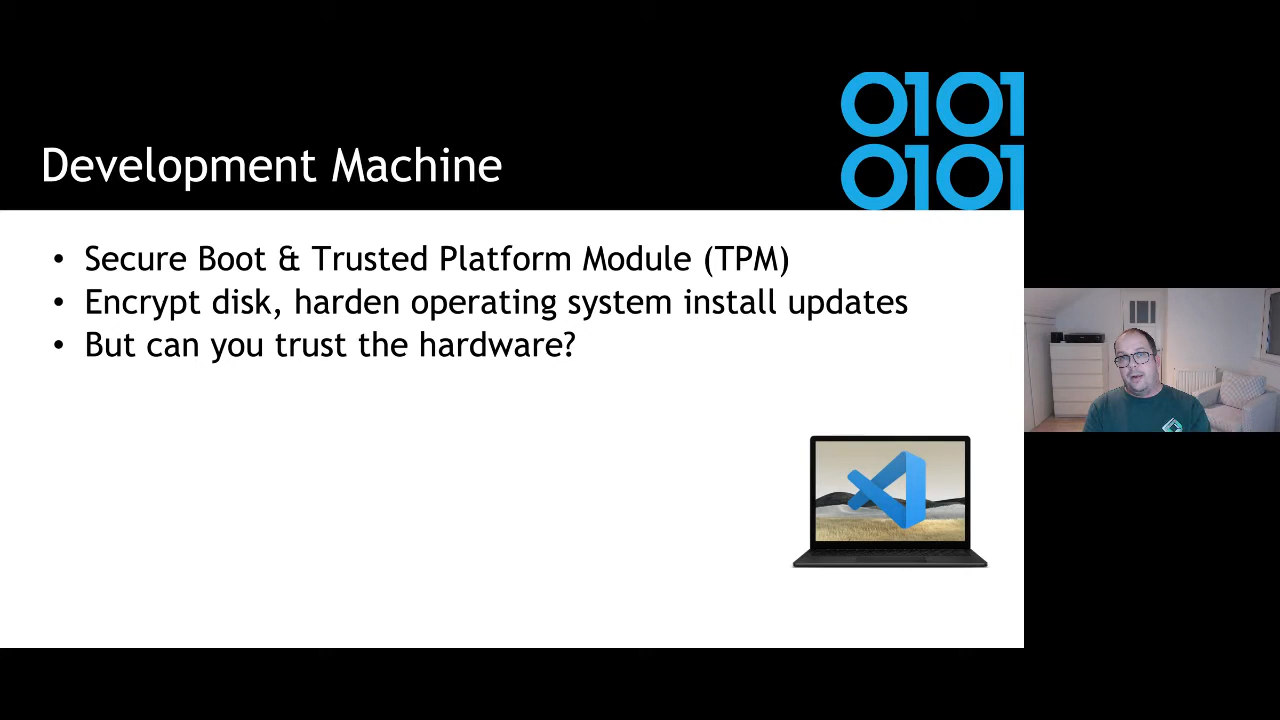 0101
0101
Development Machine
• Secure Boot & Trusted Platform Module (TPM)
• Encrypt disk, harden operating system install updates
• But can you trust the hardware?